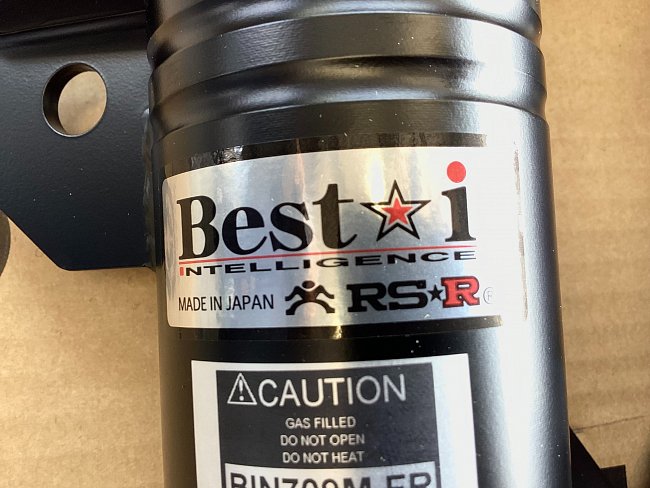 Best★i
INTELLIGENCE
MADE IN JAPAN RS★R®
CAUTION
GAS FILLED
DO NOT OPEN
DO NOT HEAT